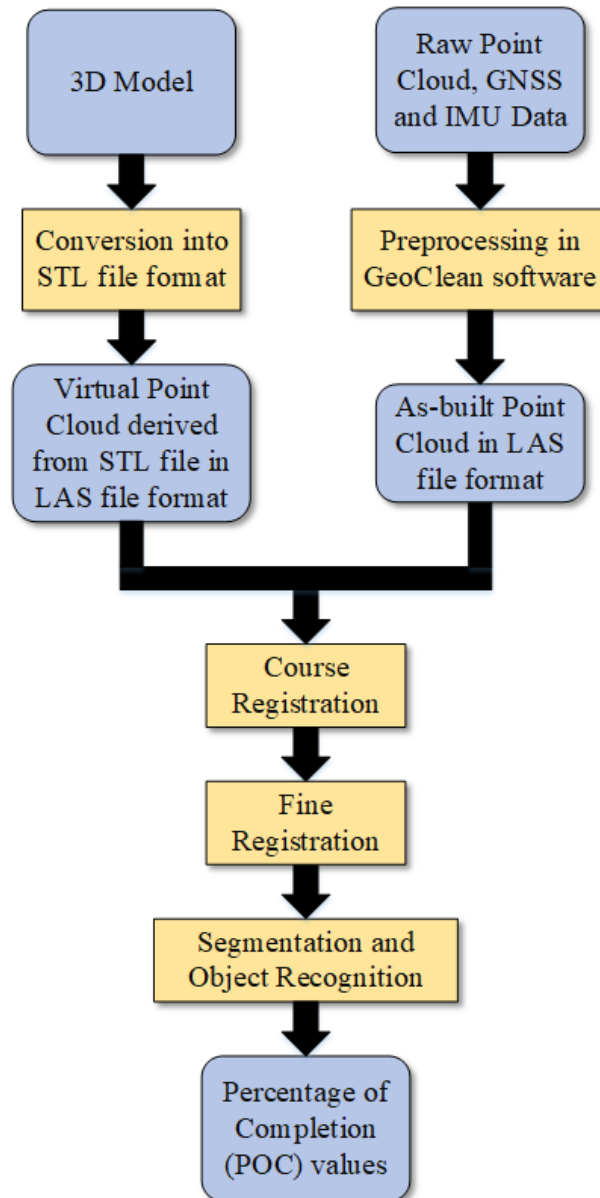 3D Model
Raw Point
Cloud, GNSS
and IMU Data
Conversion into
STL file format
Preprocessing in
GeoClean software
Virtual Point
Cloud derived
from STL file in
LAS file format
As-built Point
Cloud in LAS
file format
Course
Registration
Fine
Registration
Segmentation and
Object Recognition
Percentage of
Completion
(POC) values